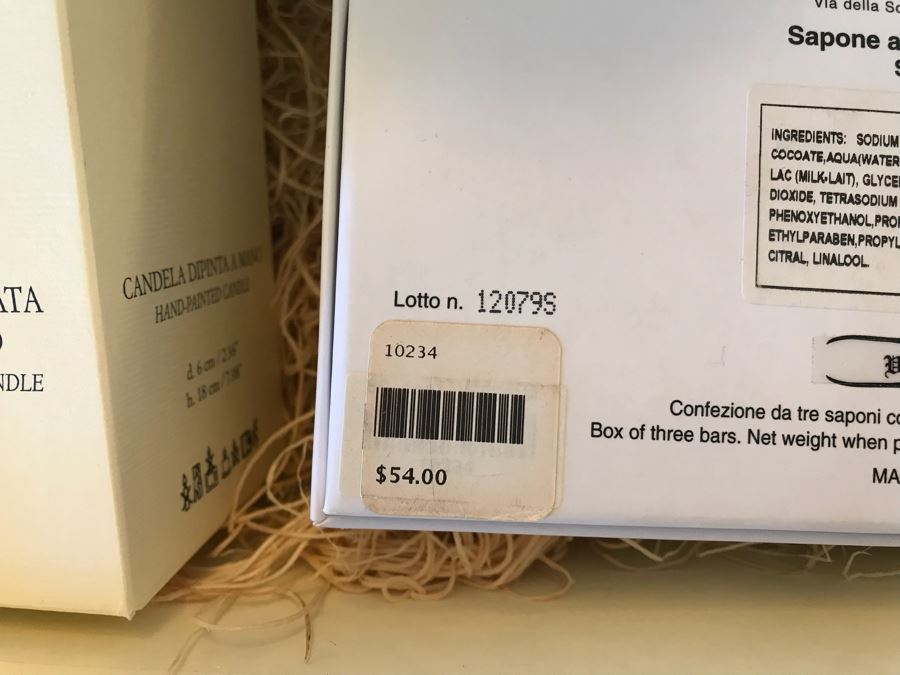 ATA
NDLE
CANDELA DIPINTA A MANO
HAND-PAINTED CANDLE
d. 6 cm / 2.36"
h. 18 cm / 7.08"
Via della Sc
Sapone a
INGREDIENTS: SODIUM
COCOATE,AQUA(WATER
LAC (MILK-LAIT), GLYCE
DIOXIDE, TETRASODIUM
PHENOXYETHANOL,PRO
ETHYLPARABEN,PROPYL
CITRAL, LINALOOL.
Lotto n. 12079S
10234
$54.00
Confezione da tre saponi co
Box of three bars. Net weight when p
MA